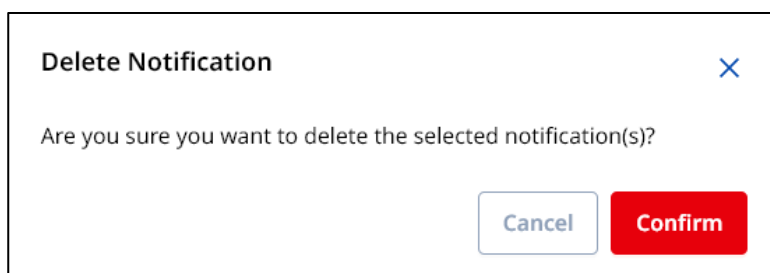 Delete Notification
Are you sure you want to delete the selected notification(s)?
Cancel
Confirm